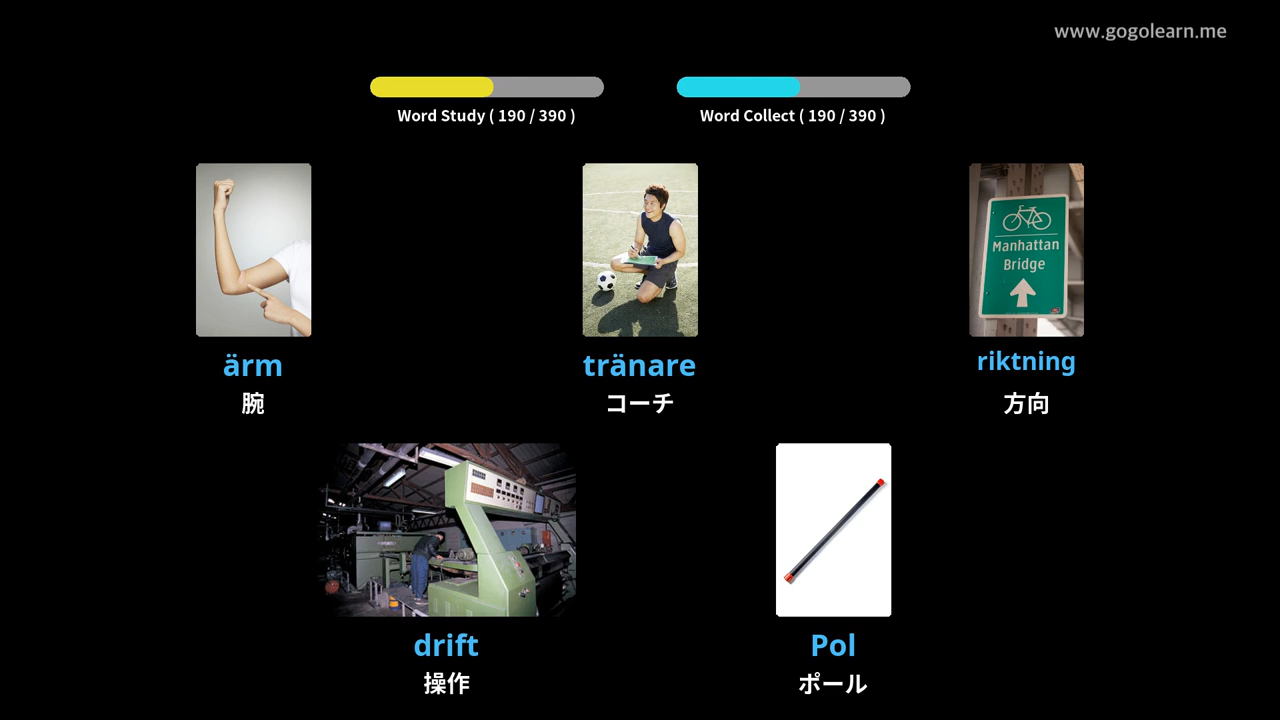 www.gogolearn.me
Word Study ( 190 / 390 )
Word Collect ( 190 / 390 )
Manhattan
Bridge
ärm
腕
tränare
コーチ
riktning
方向
drift
操作
Pol
ポール